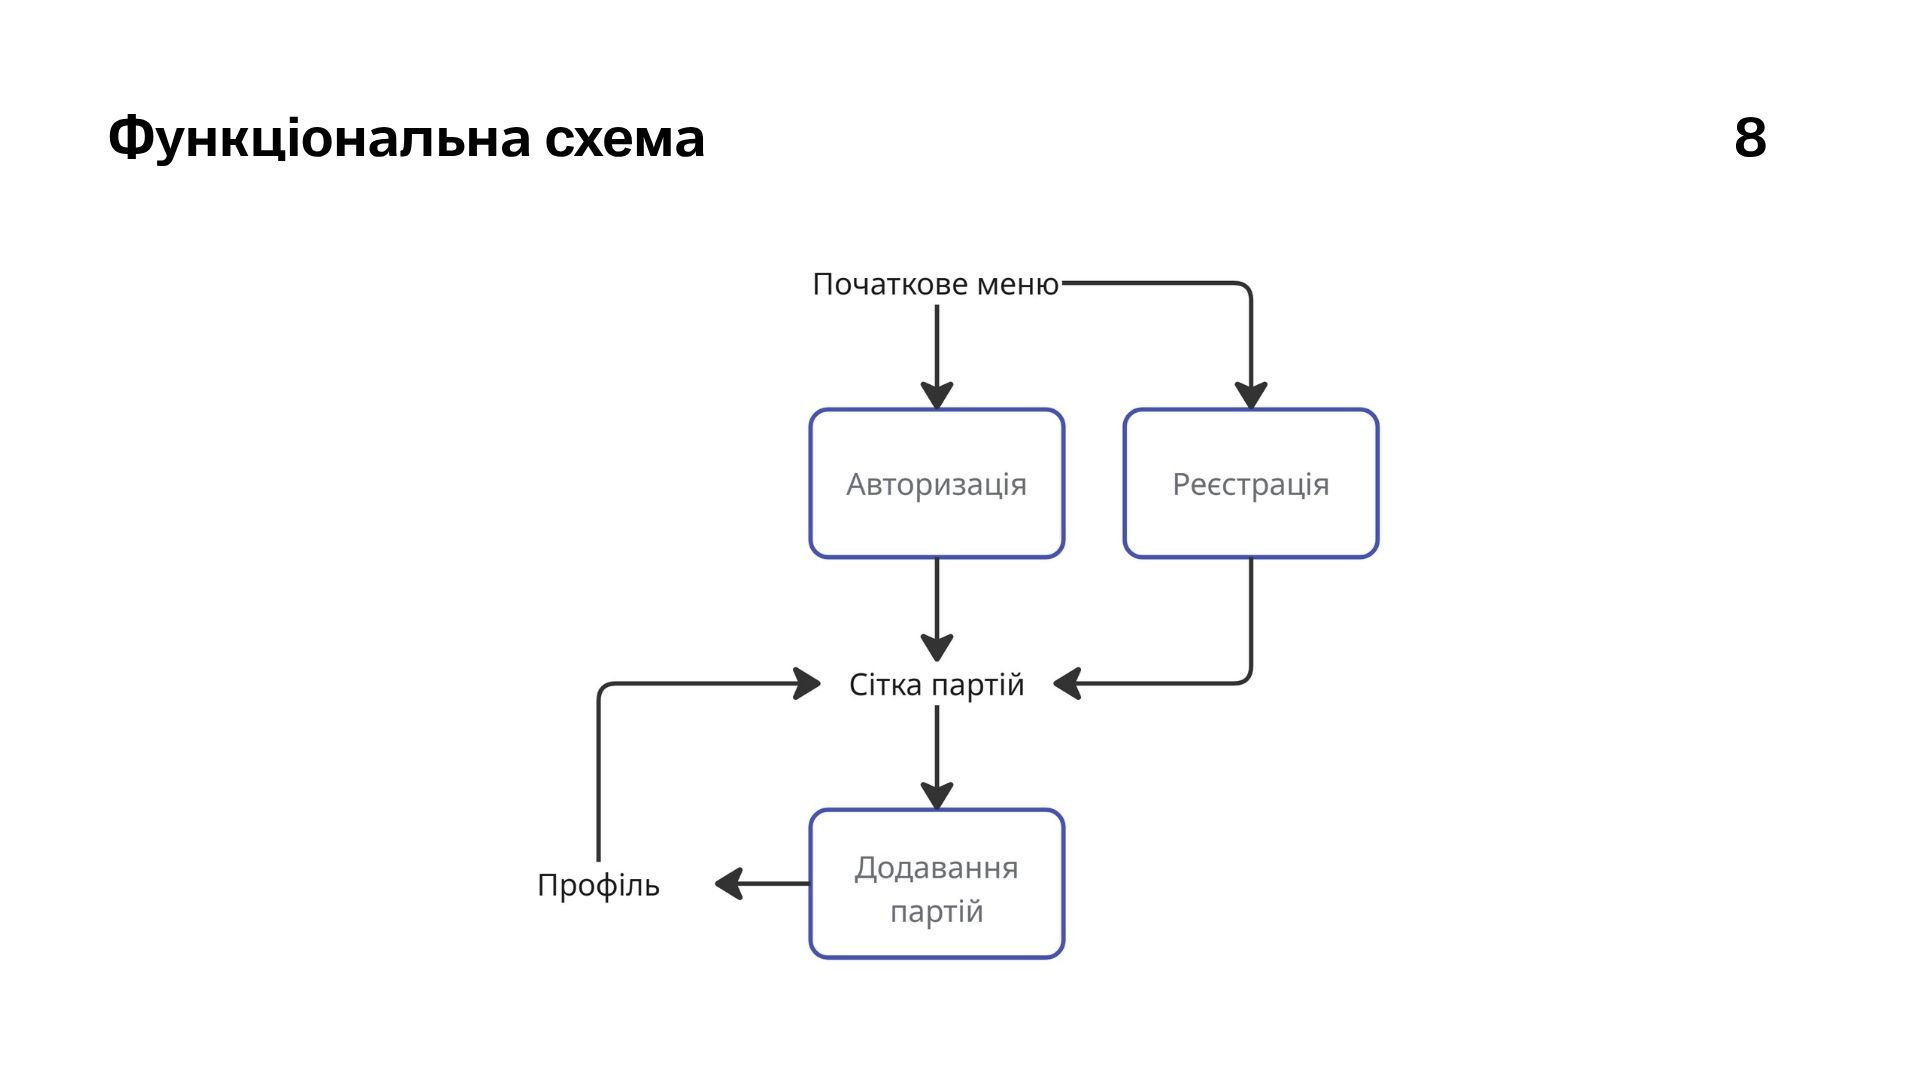 Функціональна схема
8
Початкове меню
Авторизація
Реєстрація
Сітка партій
Додавання
партій
Профіль